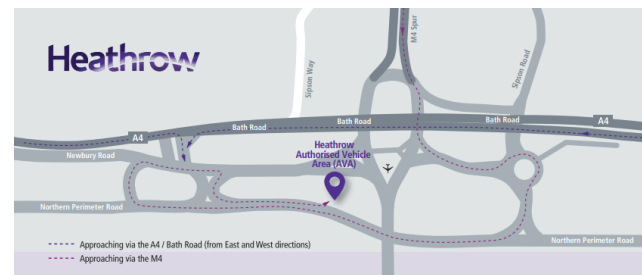 Heathrow
M4 Spur
Sipson Way
Sipson Road
A4
Bath Road
Bath Road
Bath Road
A4
Newbury Road
Heathrow
Authorised Vehicle
Area (AVA)
Northern Perimeter Road
Northern Perimeter Road
Approaching via the A4 / Bath Road (from East and West directions)
Approaching via the M4